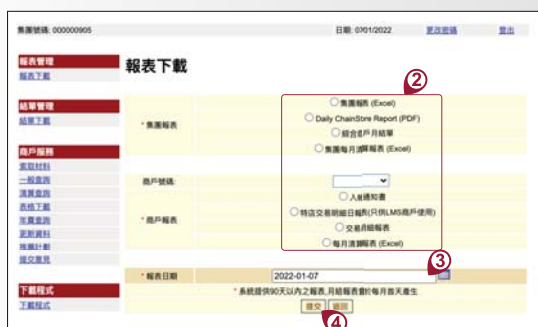 集團號碼: 000000905 日期: 07/01/2022 更改密碼 登出
報表管理
報表下載
報表下載
結單管理
結單下載
商戶服務
索取材料
一般查詢
清算查詢
表格下載
年費查詢
更新資料
推廣計劃
提交意見
下載程式
下載程式
②
* 集團報表
集團報表 (Excel)
Daily ChainStore Report (PDF)
綜合商戶月結單
集團每月清算報表 (Excel)
商戶號碼:
* 商戶報表
入賬通知書
特店交易明細日報表(只供LMS商戶使用)
交易明細報表
每月清算報表 (Excel)
③
* 報表日期 2022-01-07
* 系統提供90天以內之報表,月結報表會於每月首天產生
提交 返回
④